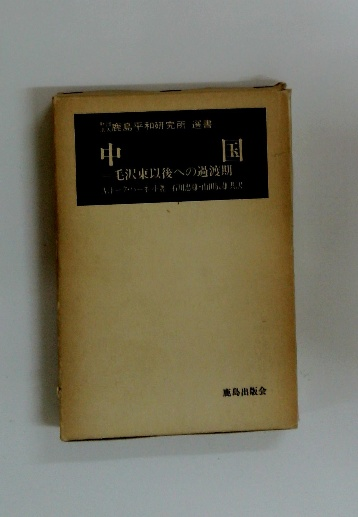 鹿島平和研究所 選書
中国
―毛沢東以後への過渡期
鹿島出版会